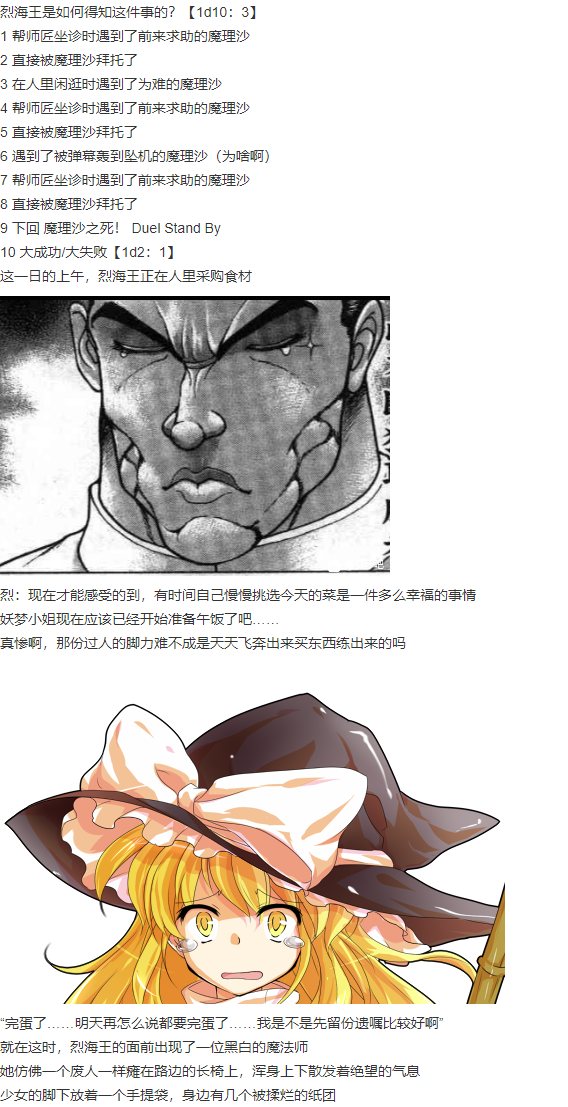 烈海王是如何得知这件事的？【1d10：3】
1 帮师匠坐诊时遇到了前来求助的魔理沙
2 直接被魔理沙拜托了
3 在人里闲逛时遇到了为难的魔理沙
4 帮师匠坐诊时遇到了前来求助的魔理沙
5 直接被魔理沙拜托了
6 遇到了被弹幕轰到坠机的魔理沙（为啥啊）
7 帮师匠坐诊时遇到了前来求助的魔理沙
8 直接被魔理沙拜托了
9 下回 魔理沙之死！ Duel Stand By
10 大成功/大失败【1d2：1】
这一日的上午，烈海王正在人里采购食材
烈：现在才能感受的到，有时间自己慢慢挑选今天的菜是一件多么幸福的事情
妖梦小姐现在应该已经开始准备午饭了吧……
真惨啊，那份过人的脚力难不成是天天飞奔出来买东西练出来的吗
“完蛋了……明天再怎么说都要完蛋了……我是不是先留份遗嘱比较好啊”
就在这时，烈海王的面前出现了一位黑白的魔法师
她仿佛一个废人一样瘫在路边的长椅上，浑身上下散发着绝望的气息
少女的脚下放着一个手提袋，身边有几个被揉烂的纸团